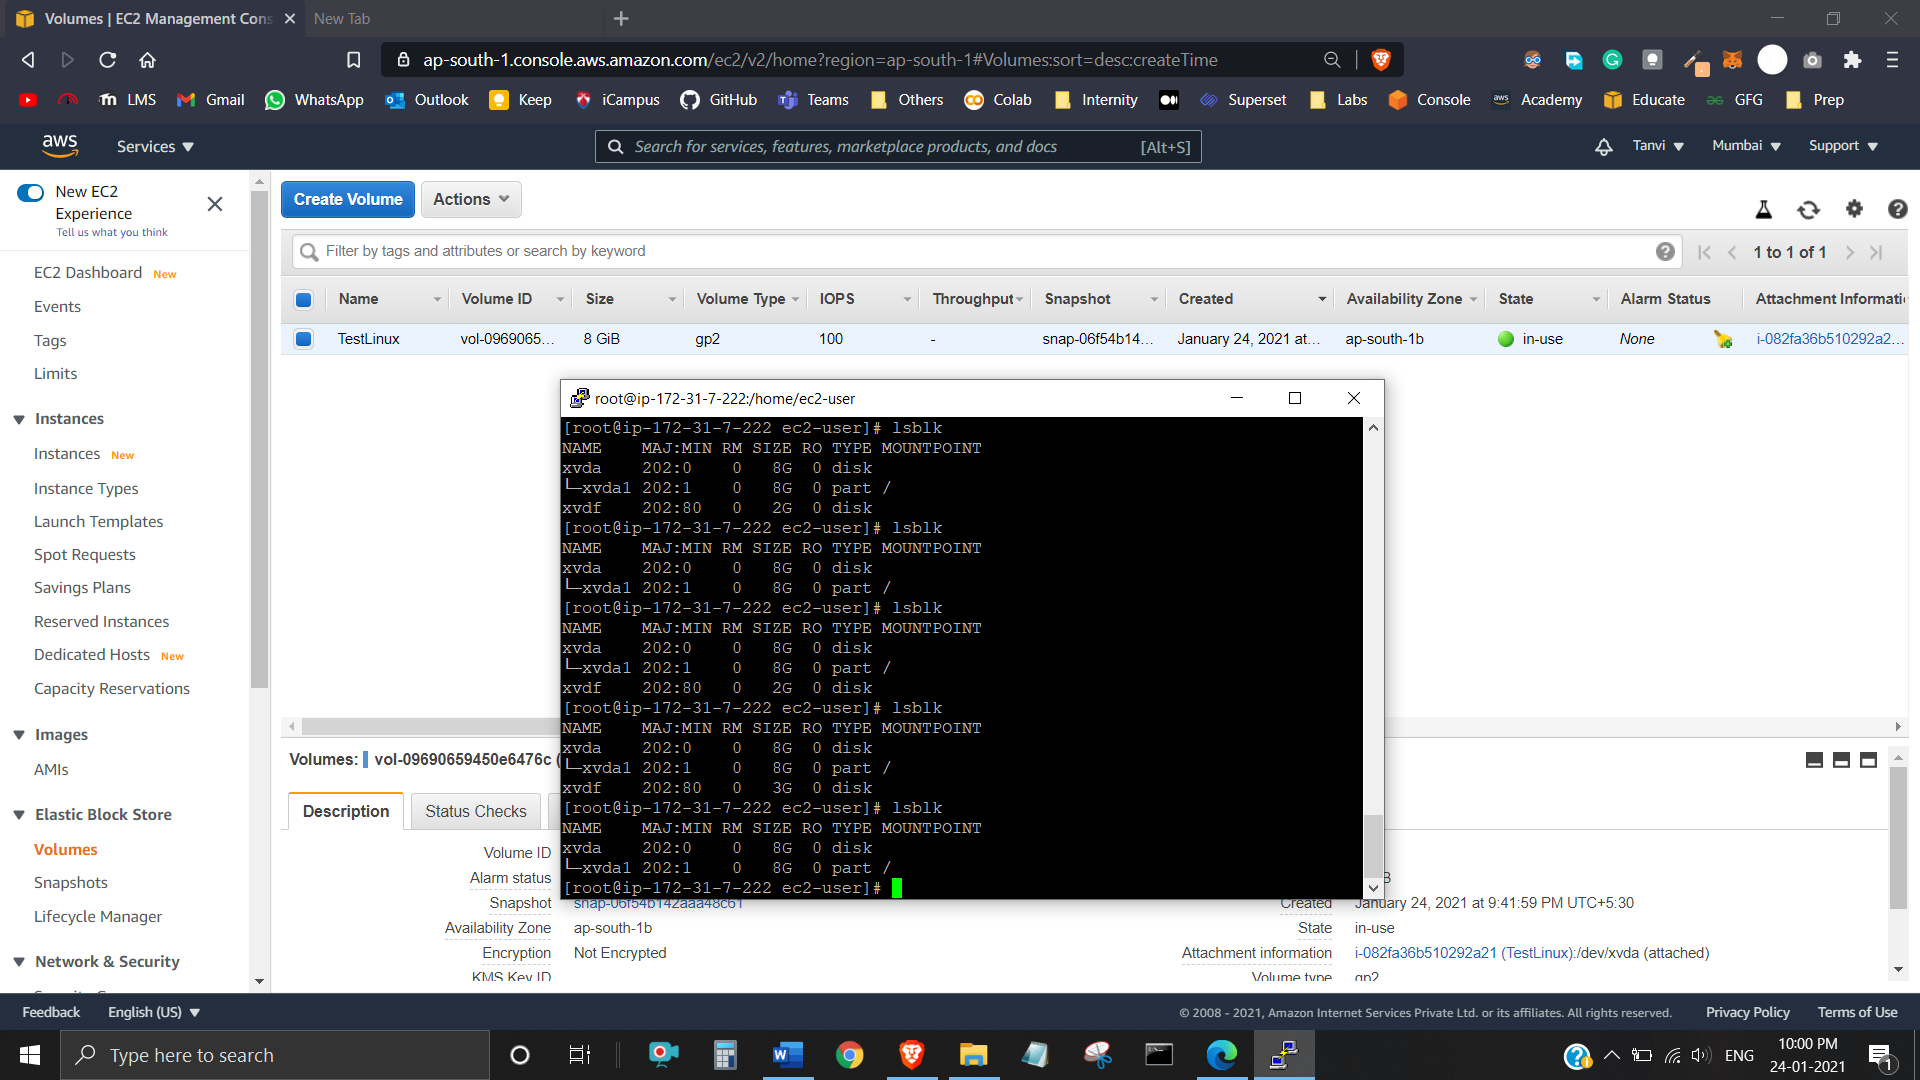 Volumes | EC2 Management Cons
New Tab
ap-south-1.console.aws.amazon.com/ec2/v2/home?region=ap-south-1#Volumes:sort=desc:createTime
LMS Gmail WhatsApp Outlook Keep iCampus GitHub Teams Others Colab Internity Superset Labs Console Academy Educate GFG Prep
aws Services Search for services, features, marketplace products, and docs [Alt+S] Tanvi Mumbai Support
New EC2
Experience
Tell us what you think
EC2 Dashboard New
Events
Tags
Limits
Instances
Instances New
Instance Types
Launch Templates
Spot Requests
Savings Plans
Reserved Instances
Dedicated Hosts New
Capacity Reservations
Images
AMIs
Elastic Block Store
Volumes
Snapshots
Lifecycle Manager
Network & Security
Create Volume Actions
Filter by tags and attributes or search by keyword 1 to 1 of 1
Name Volume ID Size Volume Type IOPS Throughput Snapshot Created Availability Zone State Alarm Status Attachment Informati
TestLinux vol-0969065... 8 GiB gp2 100 - snap-06f54b14... January 24, 2021 at... ap-south-1b in-use None i-082fa36b510292a2...
root@ip-172-31-7-222:/home/ec2-user
[root@ip-172-31-7-222 ec2-user]# lsblk
NAME MAJ:MIN RM SIZE RO TYPE MOUNTPOINT
xvda 202:0 0 8G 0 disk
└─xvda1 202:1 0 8G 0 part /
xvdf 202:80 0 2G 0 disk
[root@ip-172-31-7-222 ec2-user]# lsblk
NAME MAJ:MIN RM SIZE RO TYPE MOUNTPOINT
xvda 202:0 0 8G 0 disk
└─xvda1 202:1 0 8G 0 part /
[root@ip-172-31-7-222 ec2-user]# lsblk
NAME MAJ:MIN RM SIZE RO TYPE MOUNTPOINT
xvda 202:0 0 8G 0 disk
└─xvda1 202:1 0 8G 0 part /
xvdf 202:80 0 2G 0 disk
[root@ip-172-31-7-222 ec2-user]# lsblk
NAME MAJ:MIN RM SIZE RO TYPE MOUNTPOINT
xvda 202:0 0 8G 0 disk
└─xvda1 202:1 0 8G 0 part /
xvdf 202:80 0 3G 0 disk
[root@ip-172-31-7-222 ec2-user]# lsblk
NAME MAJ:MIN RM SIZE RO TYPE MOUNTPOINT
xvda 202:0 0 8G 0 disk
└─xvda1 202:1 0 8G 0 part /
[root@ip-172-31-7-222 ec2-user]#
Volumes: vol-09690659450e6476c (
Description Status Checks
Volume ID
Alarm status
Snapshot snap-06f54b142aaa48c61
Availability Zone ap-south-1b
Encryption Not Encrypted
KMS Key ID
Created January 24, 2021 at 9:41:59 PM UTC+5:30
State in-use
Attachment information i-082fa36b510292a21 (TestLinux):/dev/xvda (attached)
Volume type gp2
Feedback English (US) © 2008 - 2021, Amazon Internet Services Private Ltd. or its affiliates. All rights reserved. Privacy Policy Terms of Use
Type here to search
ENG
10:00 PM
24-01-2021
1